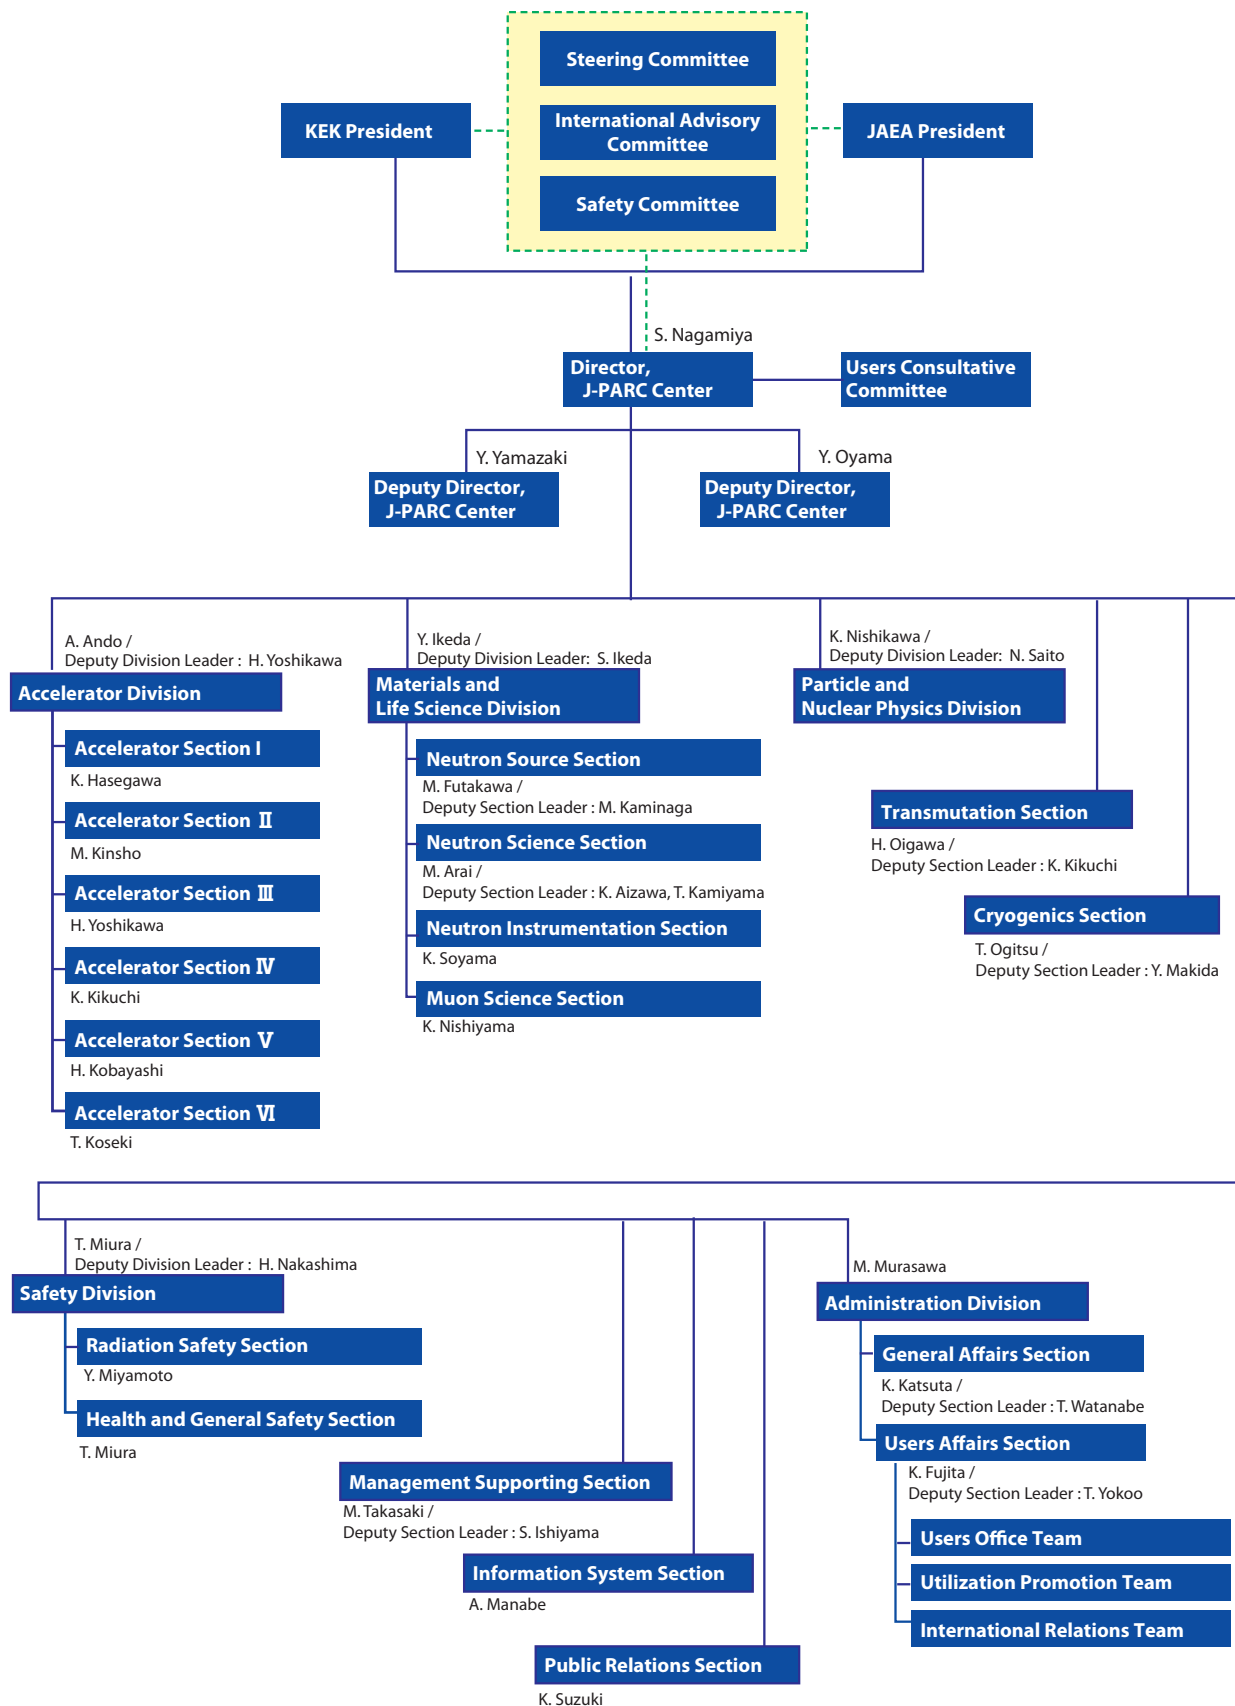 Steering Committee
KEK President
International Advisory
Committee
JAEA President
Safety Committee
S. Nagamiya
Director,
J-PARC Center
Users Consultative
Committee
Y. Yamazaki
Deputy Director,
J-PARC Center
Y. Oyama
Deputy Director,
J-PARC Center
A. Ando /
Deputy Division Leader : H. Yoshikawa
Accelerator Division
Accelerator Section I
K. Hasegawa
Accelerator Section Ⅱ
M. Kinsho
Accelerator Section Ⅲ
H. Yoshikawa
Accelerator Section Ⅳ
K. Kikuchi
Accelerator Section Ⅴ
H. Kobayashi
Accelerator Section Ⅵ
T. Koseki
Y. Ikeda /
Deputy Division Leader: S. Ikeda
Materials and
Life Science Division
Neutron Source Section
M. Futakawa /
Deputy Section Leader : M. Kaminaga
Neutron Science Section
M. Arai /
Deputy Section Leader : K. Aizawa, T. Kamiyama
Neutron Instrumentation Section
K. Soyama
Muon Science Section
K. Nishiyama
K. Nishikawa /
Deputy Division Leader: N. Saito
Particle and
Nuclear Physics Division
Transmutation Section
H. Oigawa /
Deputy Section Leader : K. Kikuchi
Cryogenics Section
T. Ogitsu /
Deputy Section Leader : Y. Makida
T. Miura /
Deputy Division Leader : H. Nakashima
Safety Division
Radiation Safety Section
Y. Miyamoto
Health and General Safety Section
T. Miura
Management Supporting Section
M. Takasaki /
Deputy Section Leader : S. Ishiyama
Information System Section
A. Manabe
Public Relations Section
K. Suzuki
M. Murasawa
Administration Division
General Affairs Section
K. Katsuta /
Deputy Section Leader : T. Watanabe
Users Affairs Section
K. Fujita /
Deputy Section Leader : T. Yokoo
Users Office Team
Utilization Promotion Team
International Relations Team